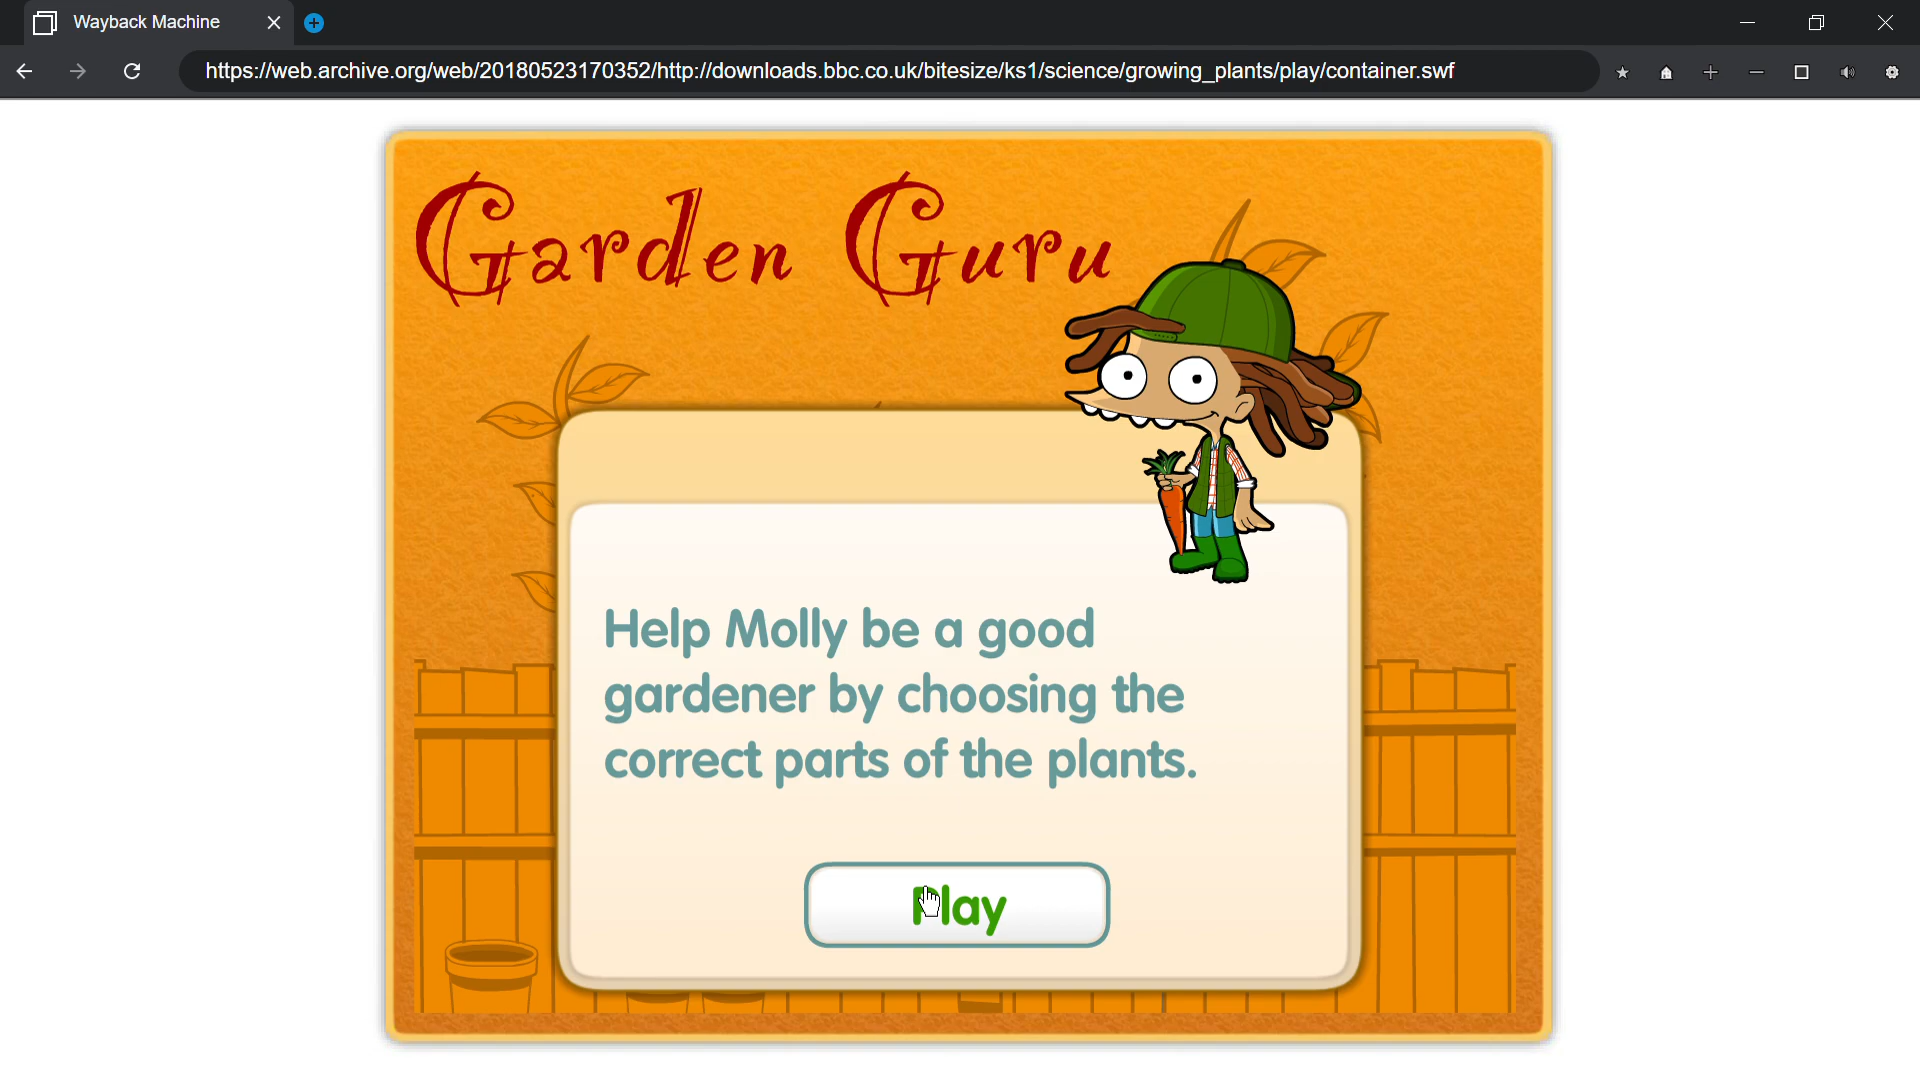 Wayback Machine
https://web.archive.org/web/20180523170352/http://downloads.bbc.co.uk/bitesize/ks1/science/growing_plants/play/container.swf
Garden Guru
Help Molly be a good
gardener by choosing the
correct parts of the plants.
Play